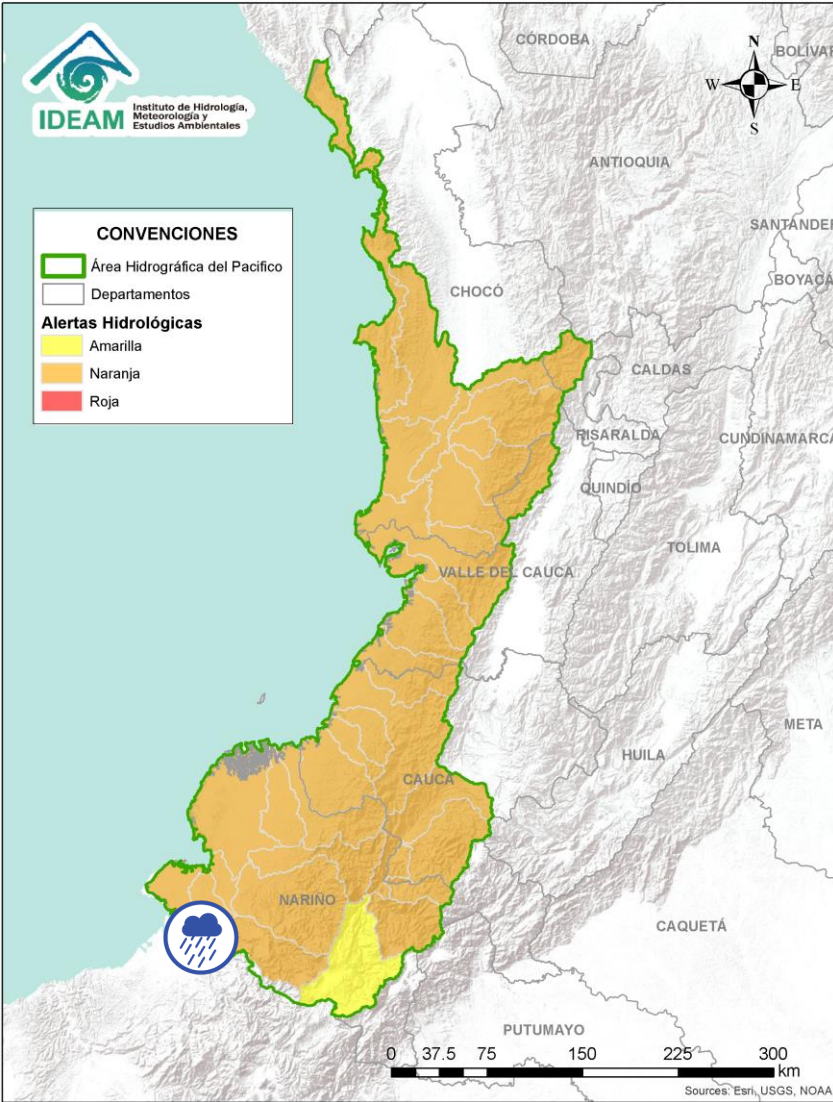 IDEAM
Instituto de Hidrología,
Meteorología y
Estudios Ambientales
CÓRDOBA
BOLÍVAR
N
W E
S
ANTIOQUIA
SANTANDER
CONVENCIONES
Área Hidrográfica del Pacifico
Departamentos
Alertas Hidrológicas
Amarilla
Naranja
Roja
BOYACÁ
CHOCÓ
CALDAS
RISARALDA
CUNDINAMARCA
QUINDÍO
TOLIMA
VALLE DEL CAUCA
META
HUILA
CAUCA
NARIÑO
CAQUETÁ
PUTUMAYO
0 37.5 75 150 225 300
km
Sources: Esri, USGS, NOAA